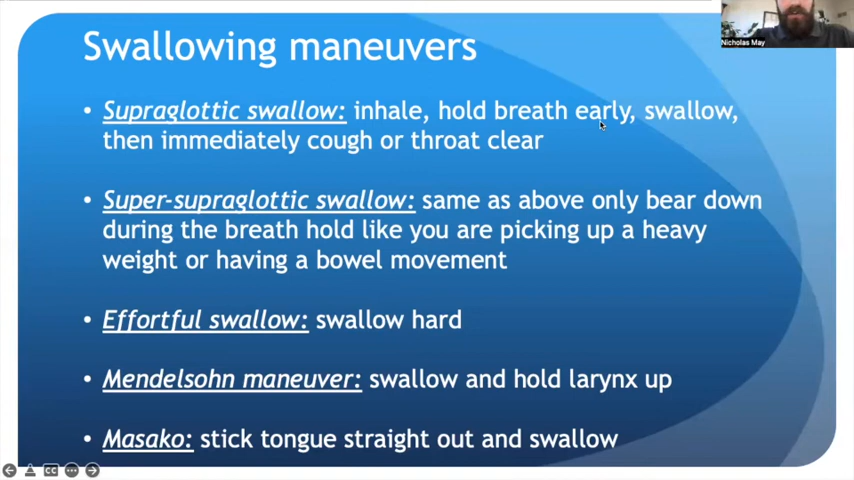 Swallowing maneuvers
Nicholas May
• Supraglottic swallow: inhale, hold breath early, swallow,
then immediately cough or throat clear
• Super-supraglottic swallow: same as above only bear down
during the breath hold like you are picking up a heavy
weight or having a bowel movement
• Effortful swallow: swallow hard
• Mendelsohn maneuver: swallow and hold larynx up
• Masako: stick tongue straight out and swallow
CC